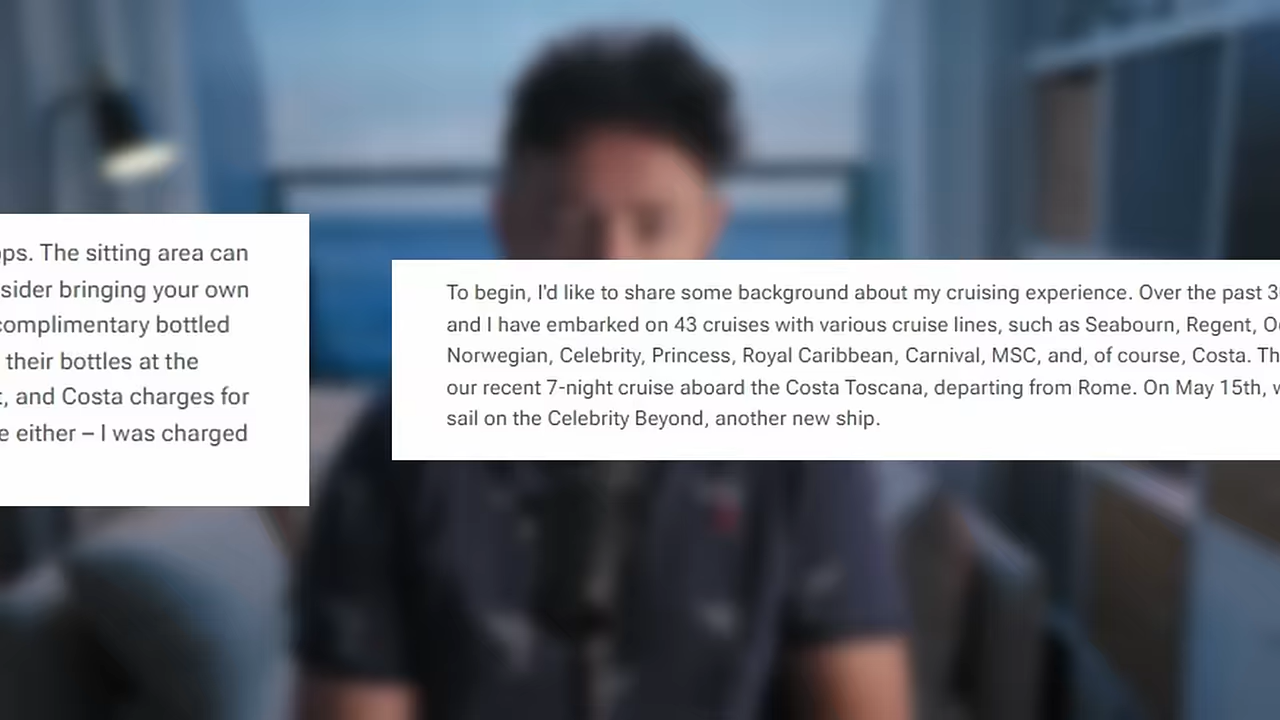 ps. The sitting area can
sider bringing your own
complimentary bottled
their bottles at the
, and Costa charges for
e either – I was charged
To begin, I'd like to share some background about my cruising experience. Over the past
and I have embarked on 43 cruises with various cruise lines, such as Seabourn, Regent,
Norwegian, Celebrity, Princess, Royal Caribbean, Carnival, MSC, and, of course, Costa.
our recent 7-night cruise aboard the Costa Toscana, departing from Rome. On May 15th,
sail on the Celebrity Beyond, another new ship.